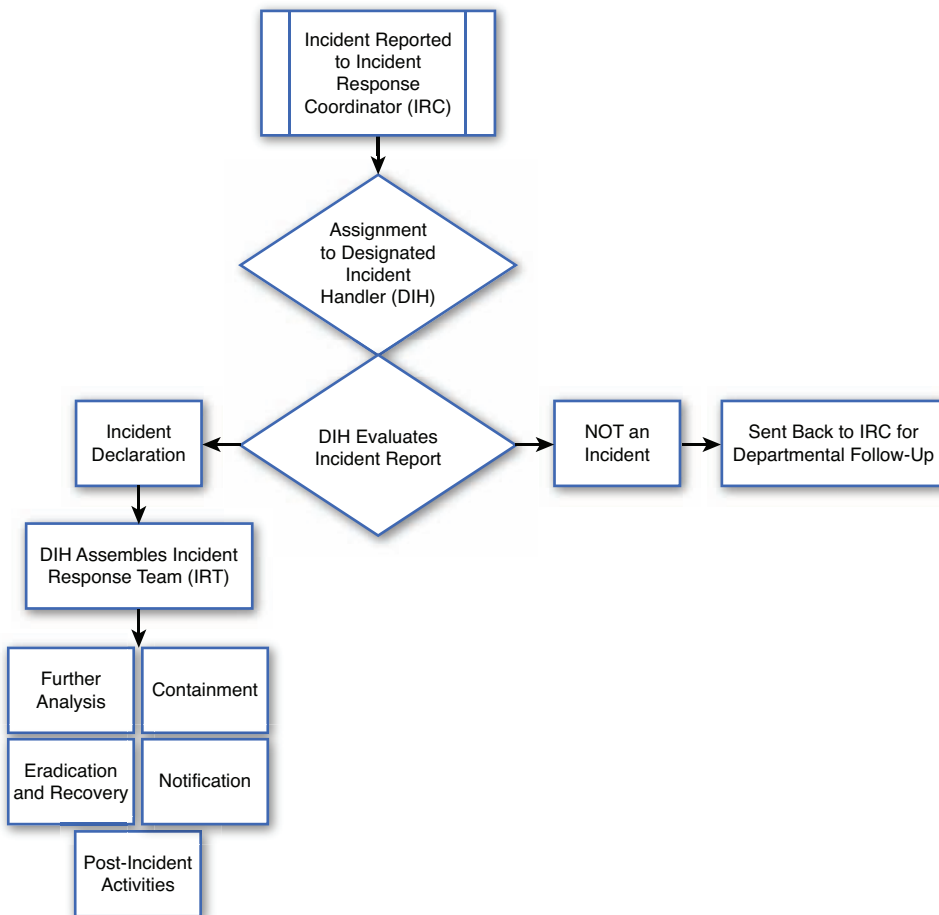 Incident Reported
to Incident
Response
Coordinator (IRC)
Assignment
to Designated
Incident
Handler (DIH)
Incident
Declaration
DIH Evaluates
Incident Report
NOT an
Incident
Sent Back to IRC for
Departmental Follow-Up
DIH Assembles Incident
Response Team (IRT)
Further
Analysis
Containment
Eradication
and Recovery
Notification
Post-Incident
Activities